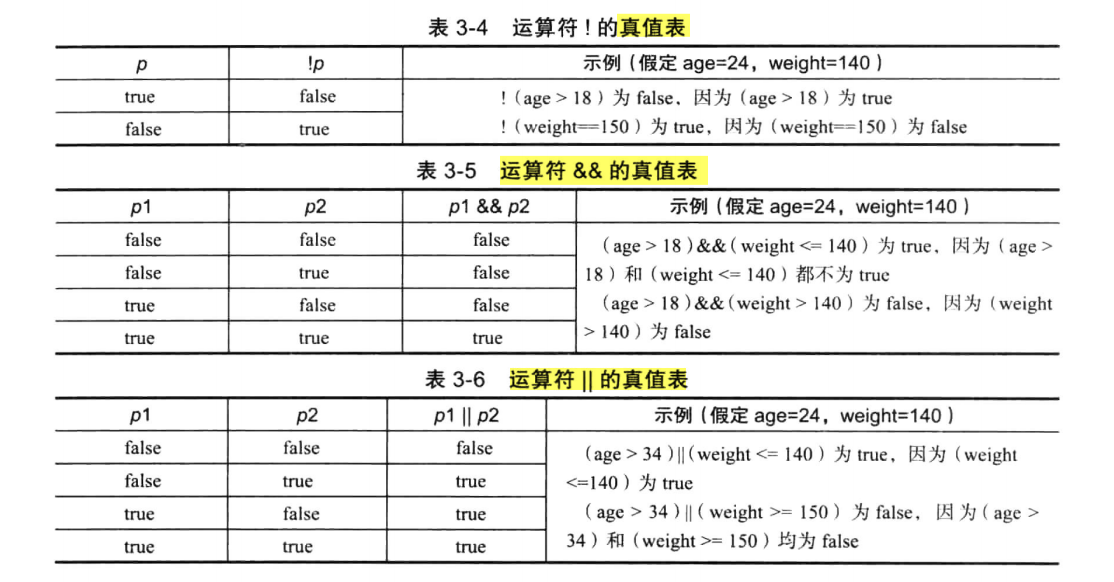 表 3-4 运算符 ! 的真值表
p !p 示例（假定 age=24，weight=140）
true false ！（age > 18）为 false，因为（age > 18）为 true
false true ！（weight==150）为 true，因为（weight==150）为 false
表 3-5 运算符 && 的真值表
p1 p2 p1 && p2 示例（假定 age=24，weight=140）
false false false （age > 18）&&（weight <= 140）为 true，因为（age >
false true false 18）和（weight <= 140）都不为 true
true false false （age > 18）&&（weight > 140）为 false，因为（weight
true true true > 140）为 false
表 3-6 运算符 || 的真值表
p1 p2 p1 || p2 示例（假定 age=24，weight=140）
false false false （age > 34）||（weight <= 140）为 true，因为（weight
false true true <=140）为 true
true false true （age > 34）||（weight >= 150）为 false，因为（age >
true true true 34）和（weight >= 150）均为 false